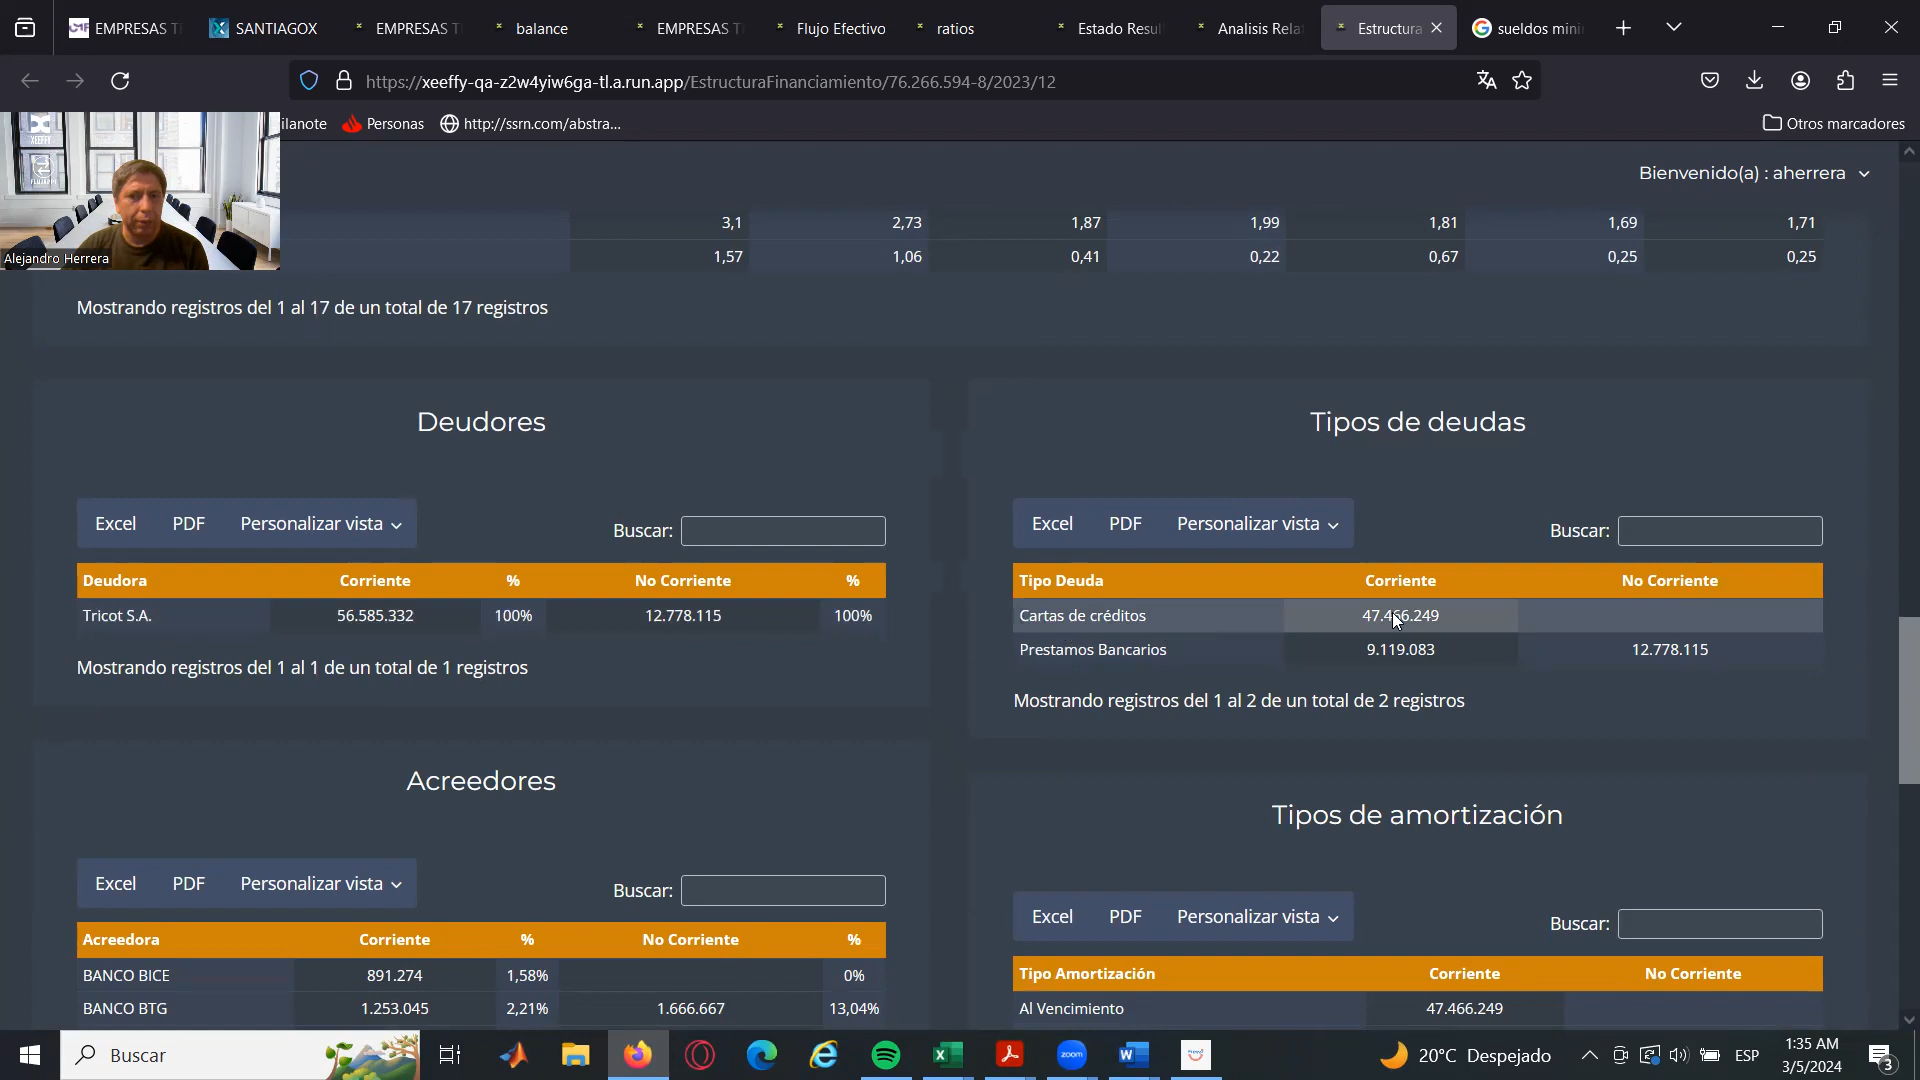 EMPRESAS T
SANTIAGOX
EMPRESAS T
balance
EMPRESAS T
Flujo Efectivo
ratios
Estado Resul
Analisis Rela
Estructura
sueldos mini
https://xeeffy-qa-z2w4yiw6ga-tl.a.run.app/EstructuraFinanciamiento/76.266.594-8/2023/12
ilanote
Personas
http://ssrn.com/abstra...
Otros marcadores
Alejandro Herrera
Bienvenido(a) : aherrera
3,1 2,73 1,87 1,99 1,81 1,69 1,71
1,57 1,06 0,41 0,22 0,67 0,25 0,25
Mostrando registros del 1 al 17 de un total de 17 registros
Deudores
Excel PDF Personalizar vista
Buscar:
Deudora Corriente % No Corriente %
Tricot S.A. 56.585.332 100% 12.778.115 100%
Mostrando registros del 1 al 1 de un total de 1 registros
Tipos de deudas
Excel PDF Personalizar vista
Buscar:
Tipo Deuda Corriente No Corriente
Cartas de créditos 47.466.249
Prestamos Bancarios 9.119.083 12.778.115
Mostrando registros del 1 al 2 de un total de 2 registros
Acreedores
Excel PDF Personalizar vista
Buscar:
Acreedora Corriente % No Corriente %
BANCO BICE 891.274 1,58% 0%
BANCO BTG 1.253.045 2,21% 1.666.667 13,04%
Tipos de amortización
Excel PDF Personalizar vista
Buscar:
Tipo Amortización Corriente No Corriente
Al Vencimiento 47.466.249
Buscar
zoom
20°C Despejado
ESP
1:35 AM
3/5/2024
3